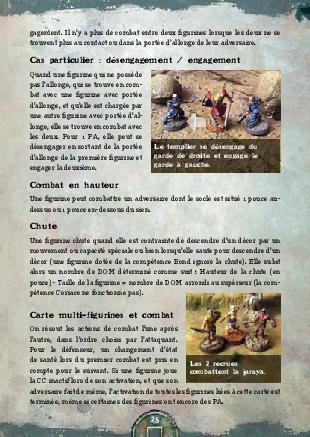 gagement. Il n'y a plus de combat entre deux figurines lorsque les deux ne se
trouvent plus au contact ou dans la portée d'allonge de leur adversaire.
Cas particulier : désengagement / engagement
Quand une figurine qui ne possède
pas l'allonge, qui se trouve en com-
bat avec une figurine avec portée
d'allonge, et qu'elle est chargée par
une autre figurine avec portée d'al-
longe, elle se trouve en combat avec
les deux. Pour 1 PA, elle peut se
désengager en sortant de la portée
d'allonge de la première figurine et
engager la deuxième.
Le templier se désengage du
garde de droite et engage le
garde à gauche.
Combat en hauteur
Une figurine peut combattre un adversaire dont le socle est situé 1 pouce au-
dessus ou 1 pouce en-dessous du sien.
Chute
Une figurine chute quand elle est contrainte de descendre d'un décor par un
mouvement ou capacité spéciale ou bien lorsqu'elle saute pour descendre d'un
décor (une figurine dotée de la compétence Bond ignore la chute). Elle subit
alors un nombre de DOM déterminé comme suit : Hauteur de la chute (en
pouce) - Taille de la figurine = nombre de DOM arrondis au supérieur (la com-
pétence Coriace ne fonctionne pas).
Carte multi-figurines et combat
On résout les actions de combat l'une après
l'autre, dans l'ordre choisi par l'attaquant.
Pour le défenseur, un changement d'état
de santé lors du premier combat est pris en
compte pour le suivant. Si une figurine joue
la CC inactifs lors de son activation, et que son
adversaire fait de même, l'activation de toutes les figurines liées à cette carte est
terminée, même si certaines des figurines ont encore des PA.
Les 2 recrues
combattent la jaraya.
25